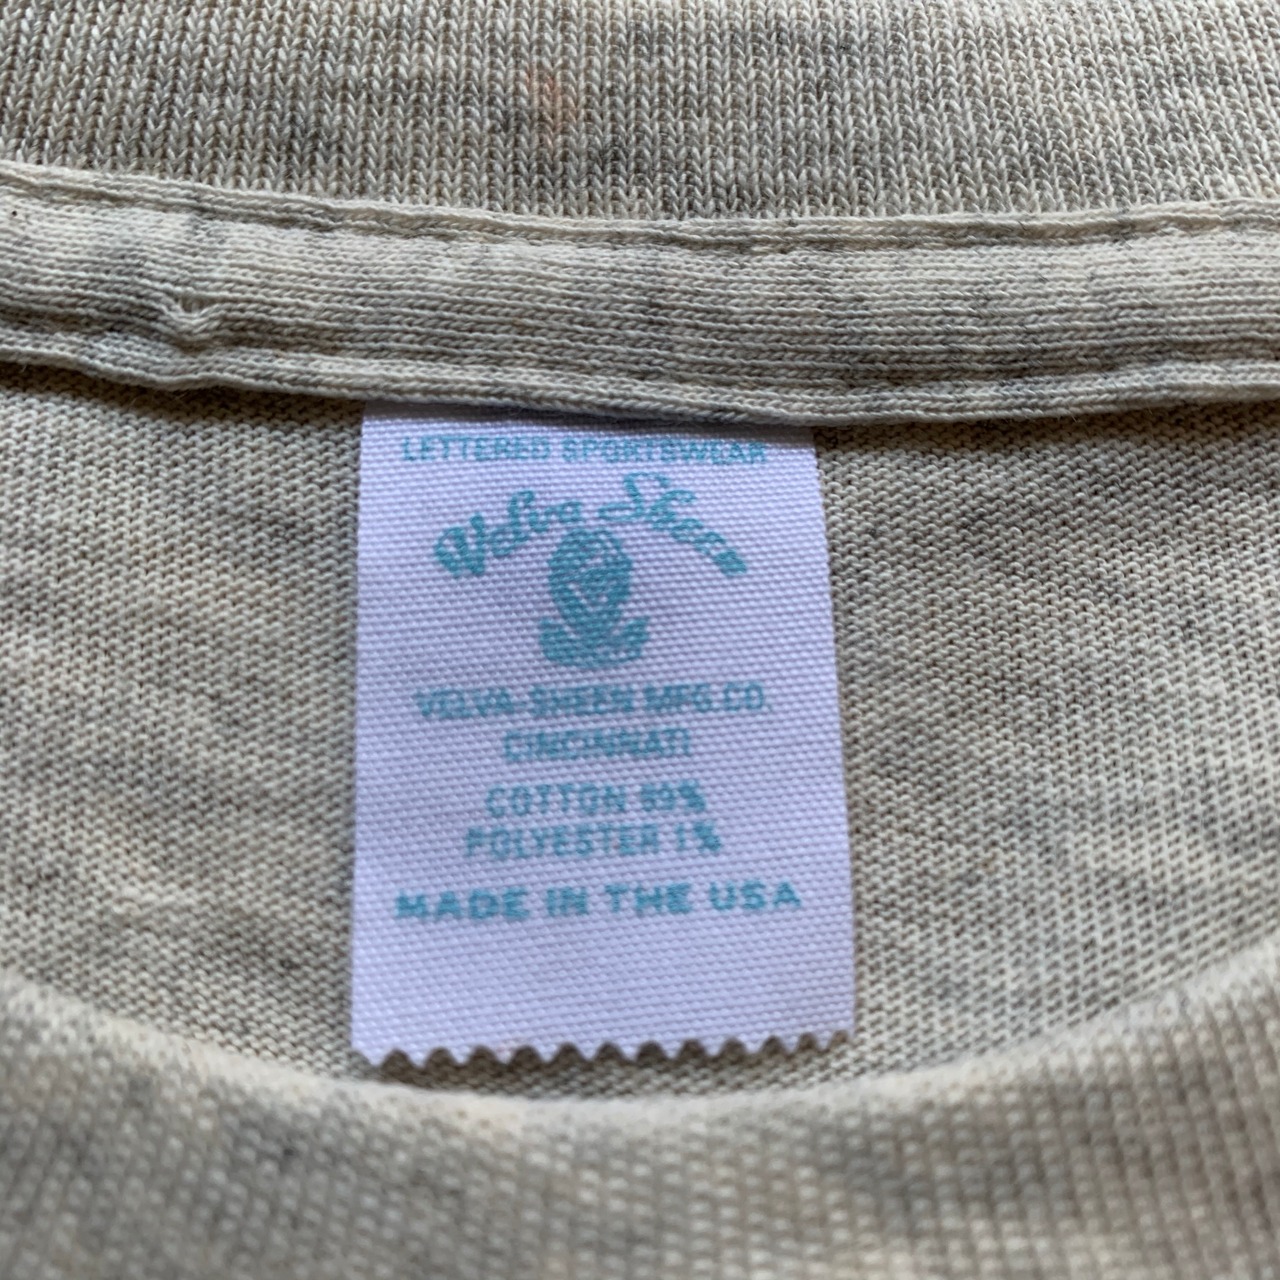 LETTERED SPORTSWEAR
Velva Sheen
VELVA-SHEEN MFG.CO.
CINCINNATI
COTTON 99%
POLYESTER 1%
MADE IN THE USA